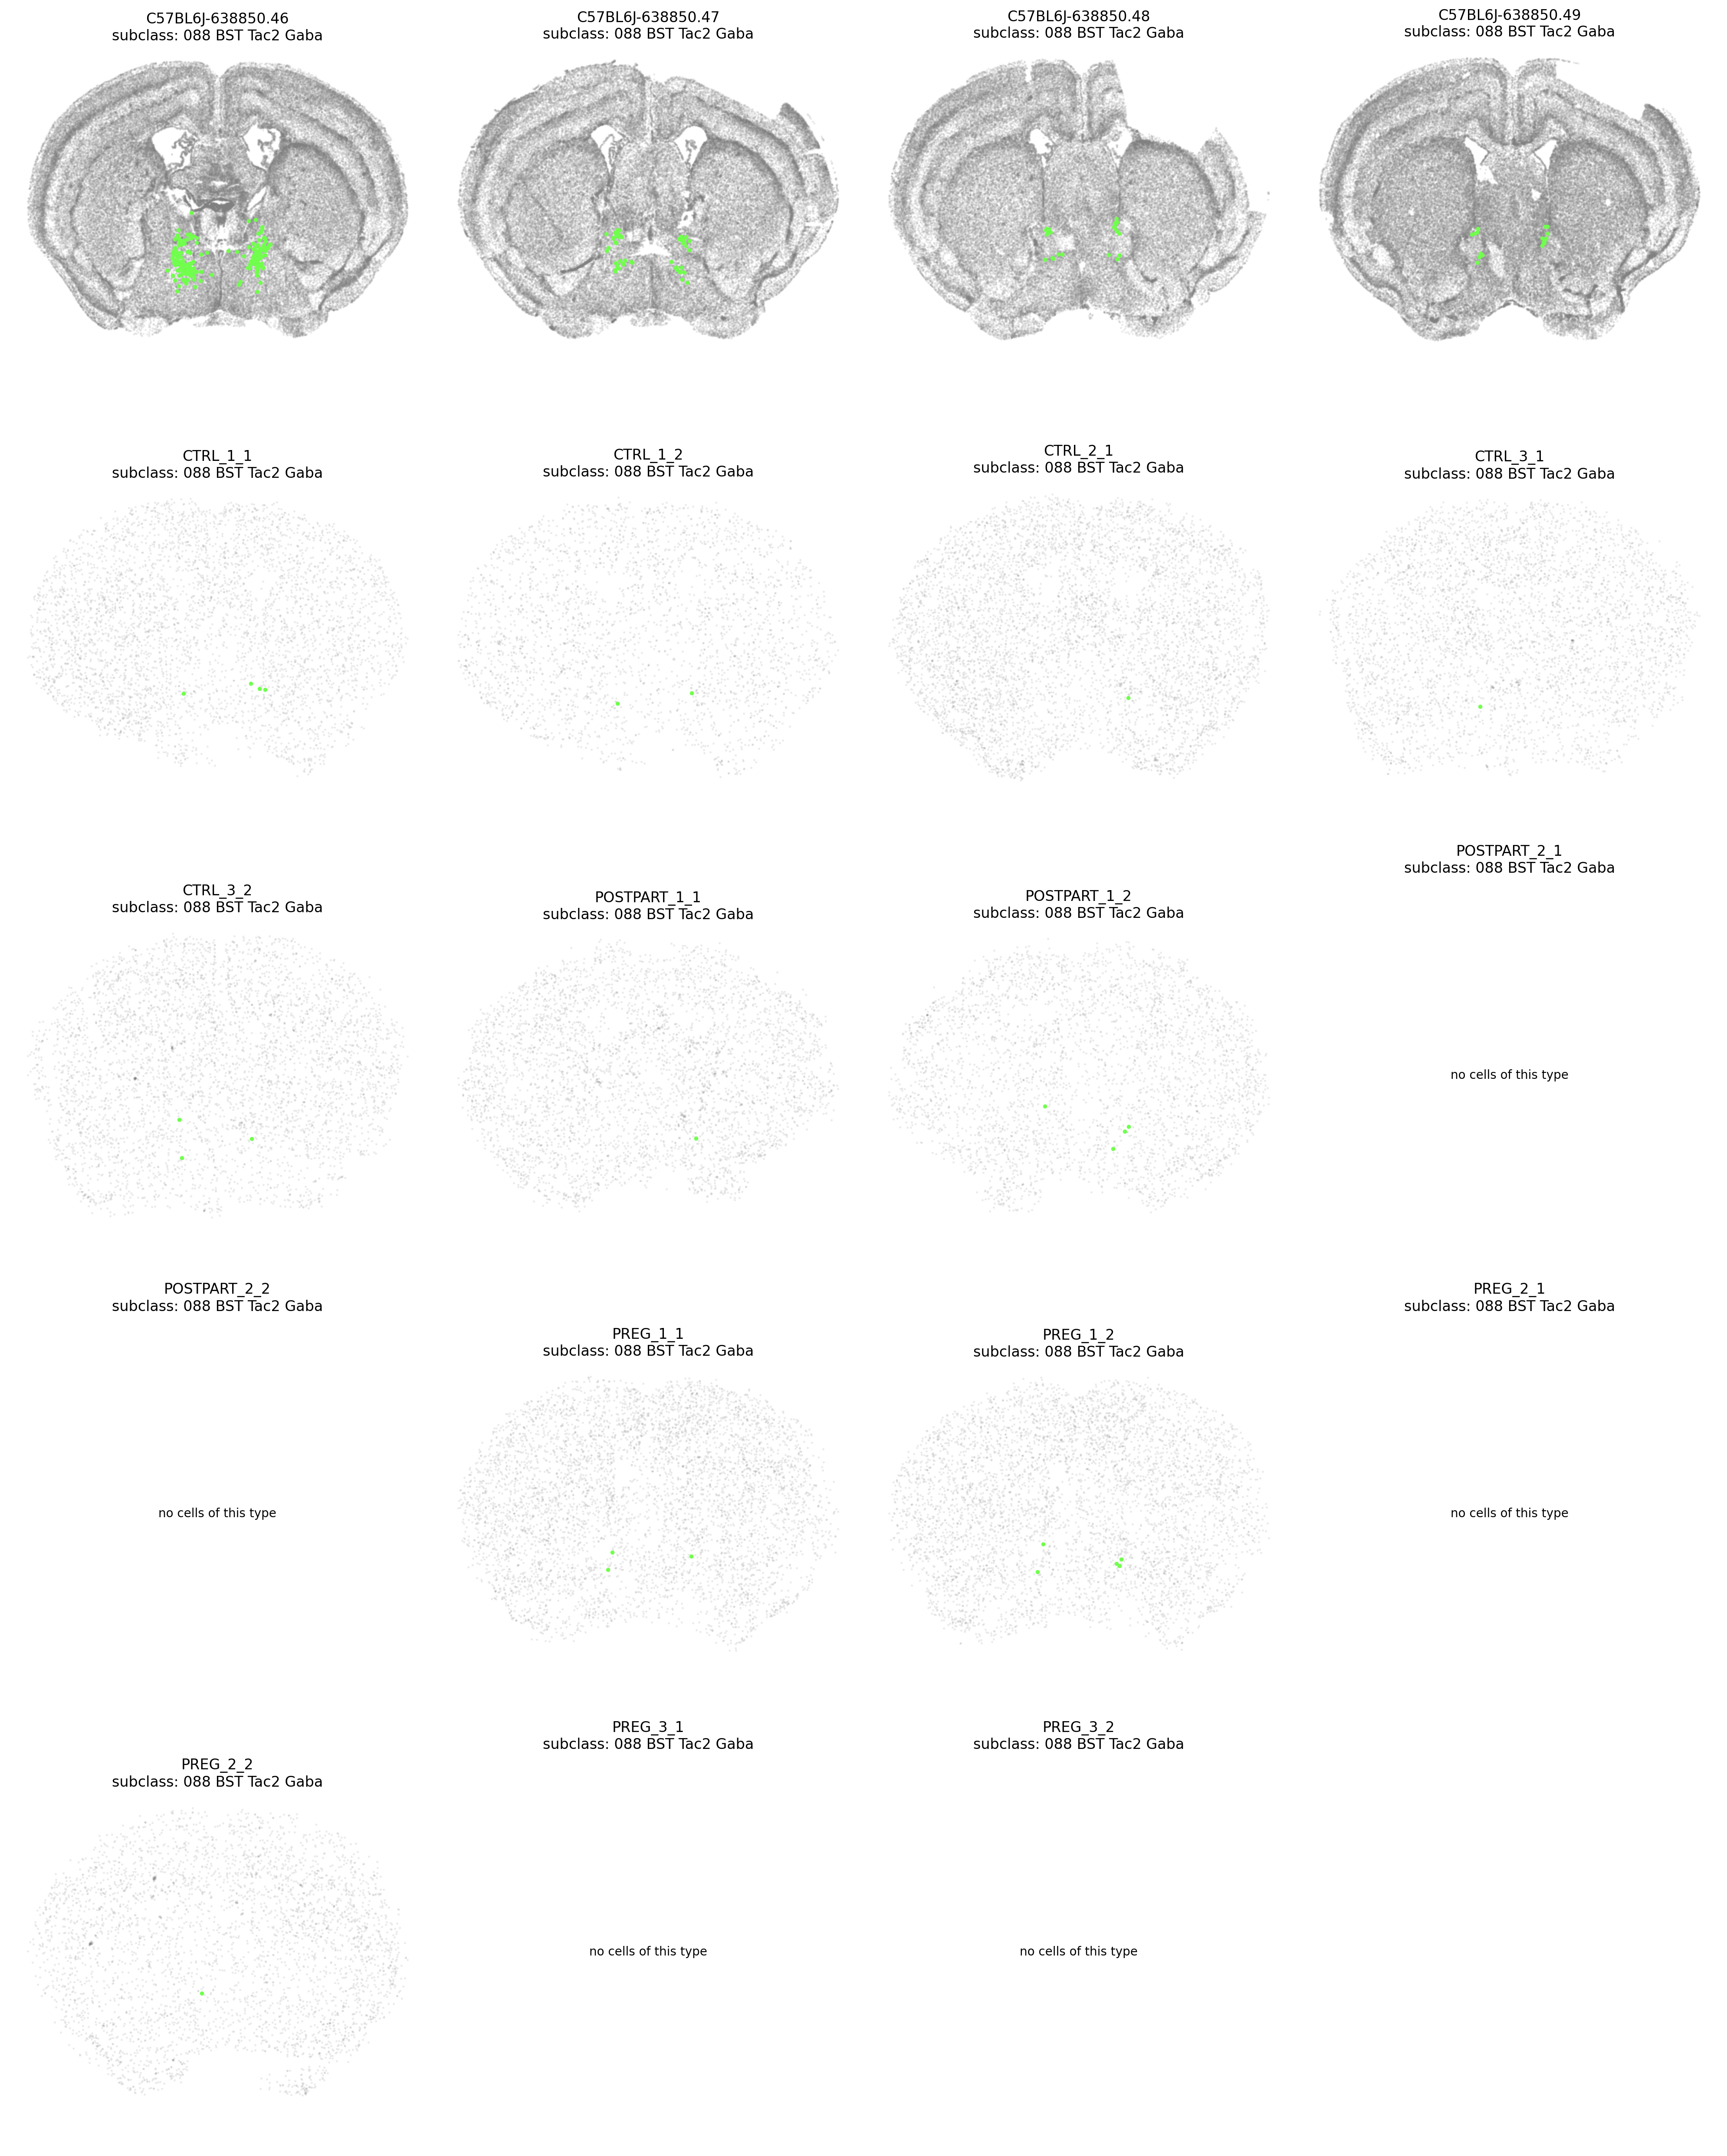 C57BL6J-638850.46
subclass: 088 BST Tac2 Gaba
C57BL6J-638850.47
subclass: 088 BST Tac2 Gaba
C57BL6J-638850.48
subclass: 088 BST Tac2 Gaba
C57BL6J-638850.49
subclass: 088 BST Tac2 Gaba
CTRL_1_1
subclass: 088 BST Tac2 Gaba
CTRL_1_2
subclass: 088 BST Tac2 Gaba
CTRL_2_1
subclass: 088 BST Tac2 Gaba
CTRL_3_1
subclass: 088 BST Tac2 Gaba
CTRL_3_2
subclass: 088 BST Tac2 Gaba
POSTPART_1_1
subclass: 088 BST Tac2 Gaba
POSTPART_1_2
subclass: 088 BST Tac2 Gaba
POSTPART_2_1
subclass: 088 BST Tac2 Gaba
no cells of this type
POSTPART_2_2
subclass: 088 BST Tac2 Gaba
no cells of this type
PREG_1_1
subclass: 088 BST Tac2 Gaba
PREG_1_2
subclass: 088 BST Tac2 Gaba
PREG_2_1
subclass: 088 BST Tac2 Gaba
no cells of this type
PREG_2_2
subclass: 088 BST Tac2 Gaba
PREG_3_1
subclass: 088 BST Tac2 Gaba
no cells of this type
PREG_3_2
subclass: 088 BST Tac2 Gaba
no cells of this type